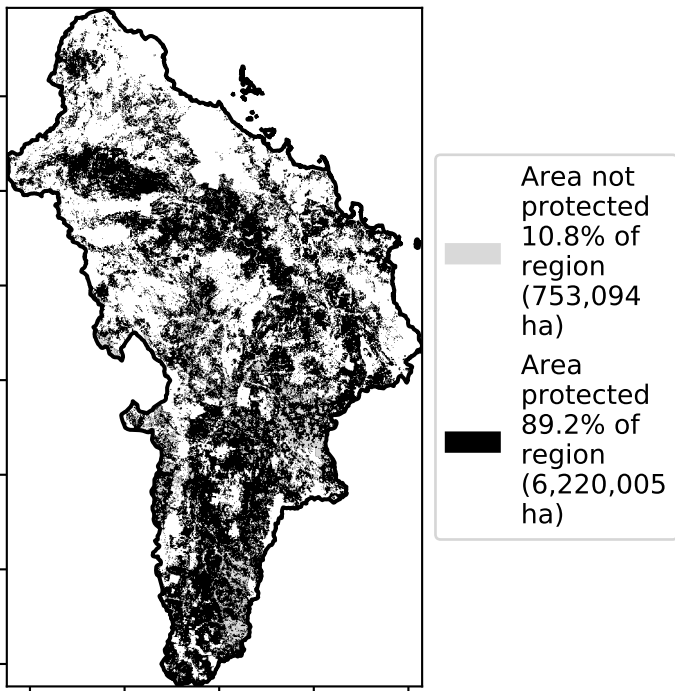 Area not
protected
10.8% of
region
(753,094
ha)
Area
protected
89.2% of
region
(6,220,005
ha)